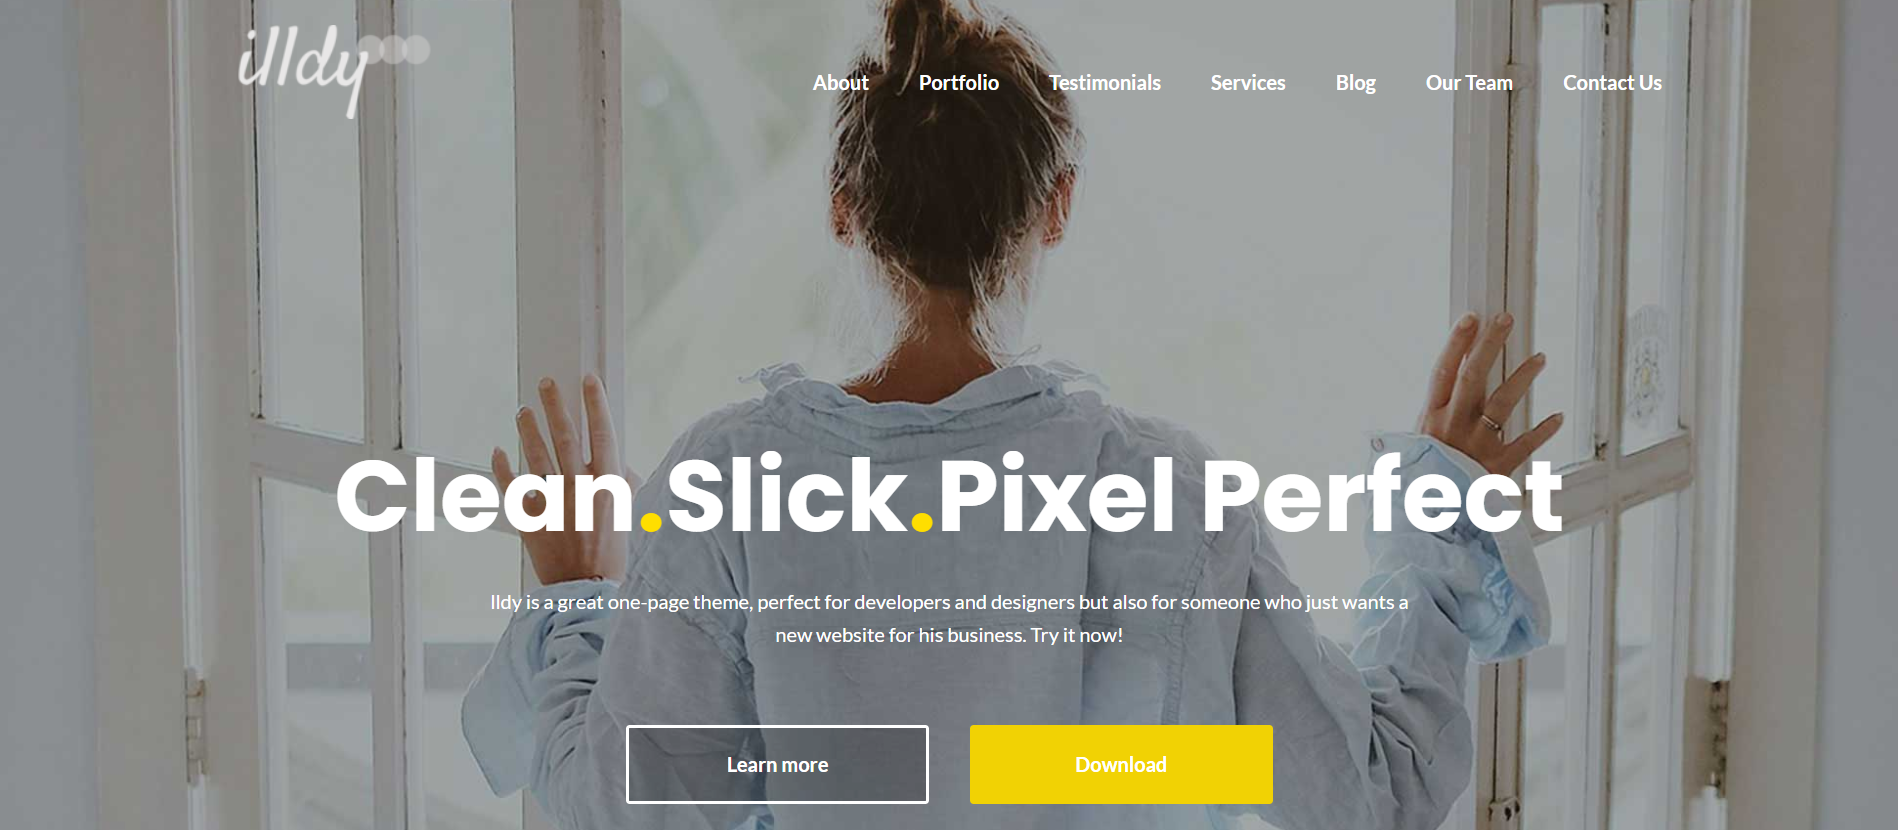 illdy
About Portfolio Testimonials Services Blog Our Team Contact Us
Clean.Slick.Pixel Perfect
lldy is a great one-page theme, perfect for developers and designers but also for someone who just wants a
new website for his business. Try it now!
Learn more Download